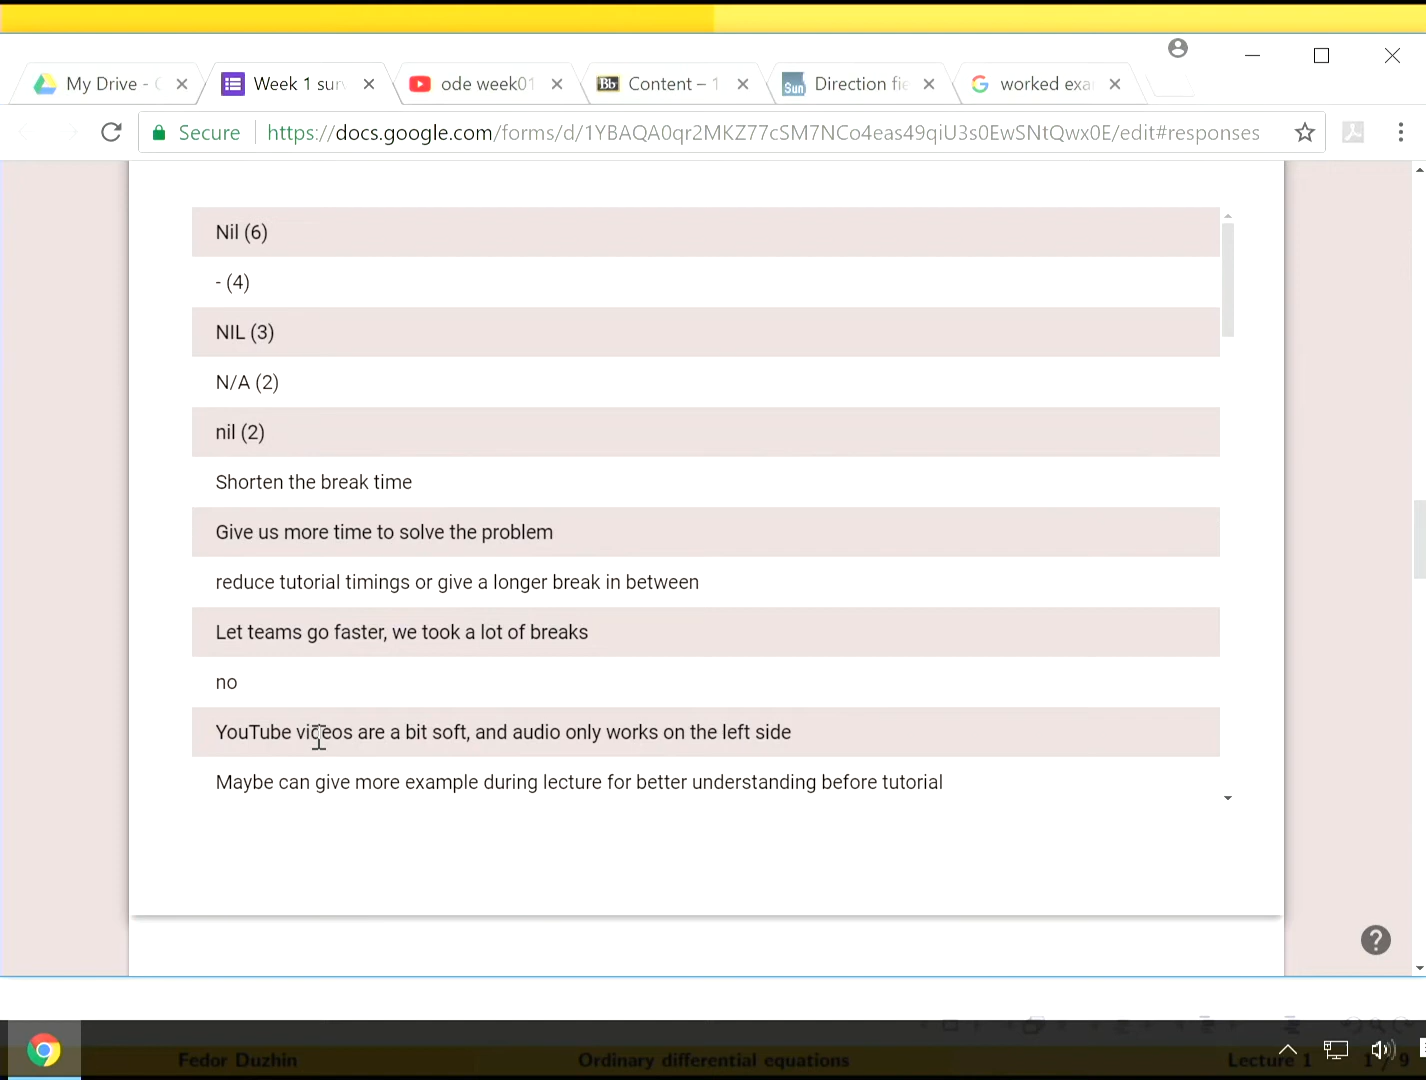 My Drive - G
Week 1 sur
ode week01
Content – 1
Direction fie
worked exa
Secure
https://docs.google.com/forms/d/1YBAQA0qr2MKZ77cSM7NCo4eas49qiU3s0EwSNtQwx0E/edit#responses
Nil (6)
- (4)
NIL (3)
N/A (2)
nil (2)
Shorten the break time
Give us more time to solve the problem
reduce tutorial timings or give a longer break in between
Let teams go faster, we took a lot of breaks
no
YouTube videos are a bit soft, and audio only works on the left side
Maybe can give more example during lecture for better understanding before tutorial
Fedor Duzhin
Ordinary differential equations
Lecture 1